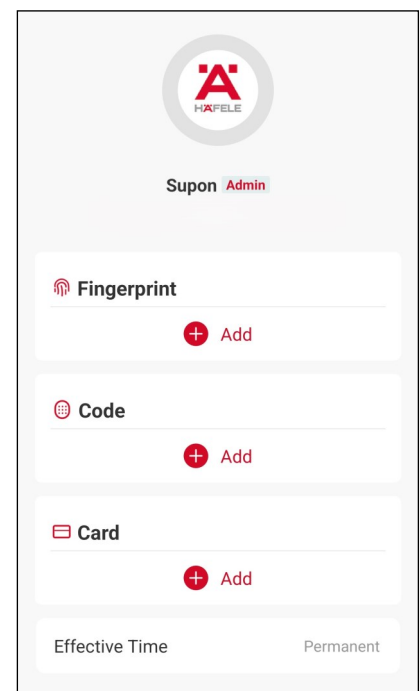 HÄFELE
Supon Admin
Fingerprint
Add
Code
Add
Card
Add
Effective Time Permanent